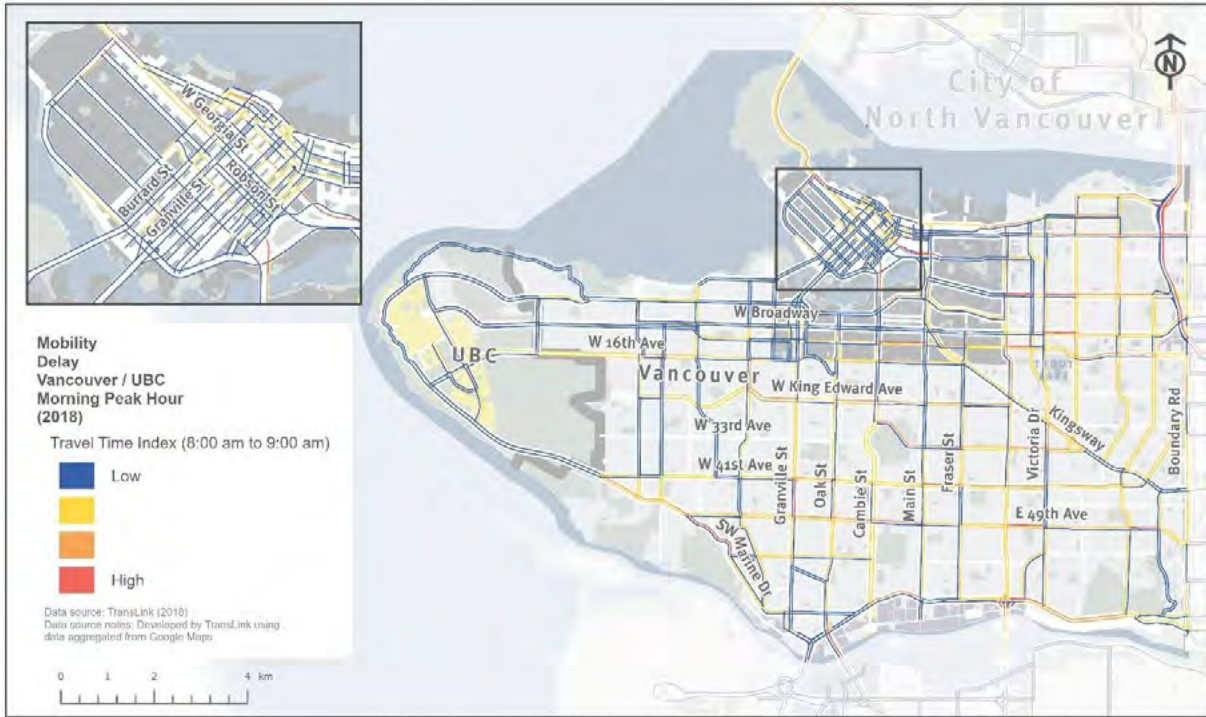 City of
North Vancouver
N
W Georgia St
Robson St
Burrard St
Granville St
W Broadway
UBC
W 16th Ave
Vancouver
W King Edward Ave
Kingsway
W 33rd Ave
W 41st Ave
Granville St
Oak St
Cambie St
Main St
Fraser St
Victoria Dr
Boundary Rd
E 49th Ave
SW Marine Dr
Mobility
Delay
Vancouver / UBC
Morning Peak Hour
(2018)
Travel Time Index (8:00 am to 9:00 am)
Low
High
Data source: TransLink (2018)
Data source notes: Developed by TransLink using
data aggregated from Google Maps
0 1 2 4 km